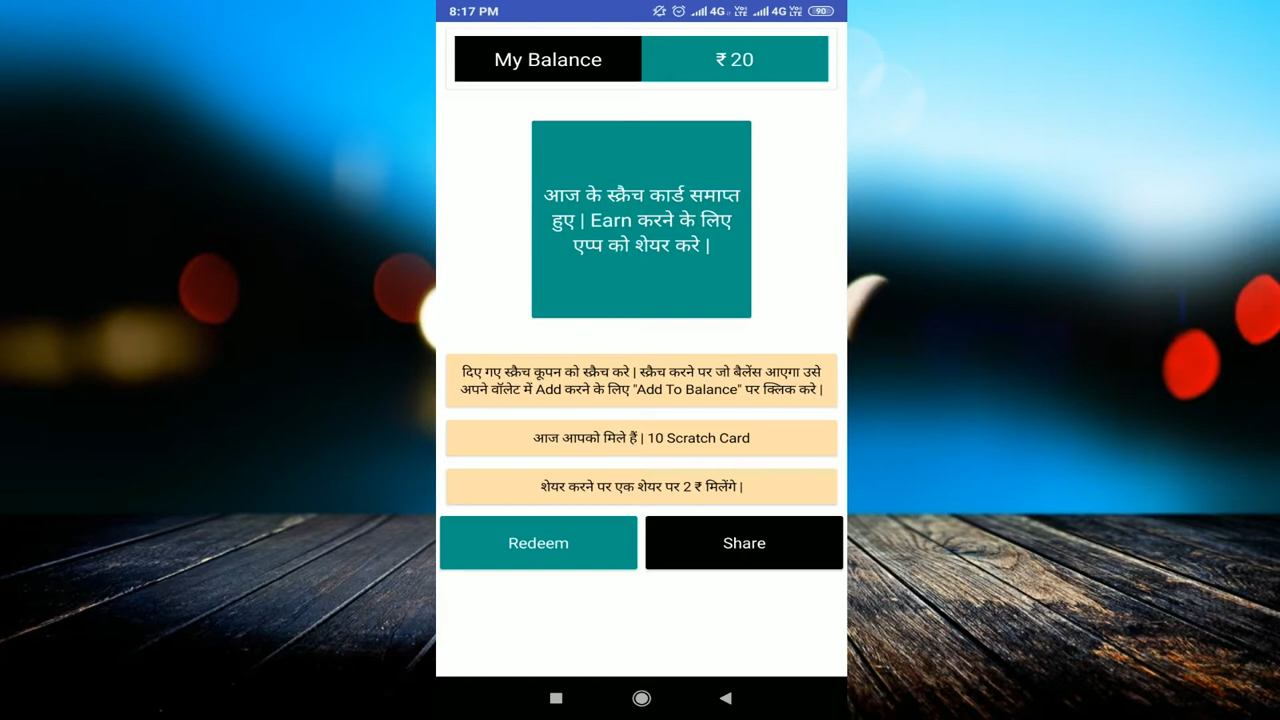 8:17 PM 4G VoLTE 4G VoLTE 90
My Balance ₹ 20
आज के स्क्रैच कार्ड समाप्त
हुए | Earn करने के लिए
एप्प को शेयर करे |
दिए गए स्क्रैच कूपन को स्क्रैच करे | स्क्रैच करने पर जो बैलेंस आएगा उसे
अपने वॉलेट में Add करने के लिए "Add To Balance" पर क्लिक करे |
आज आपको मिले हैं | 10 Scratch Card
शेयर करने पर एक शेयर पर 2 ₹ मिलेंगे |
Redeem Share